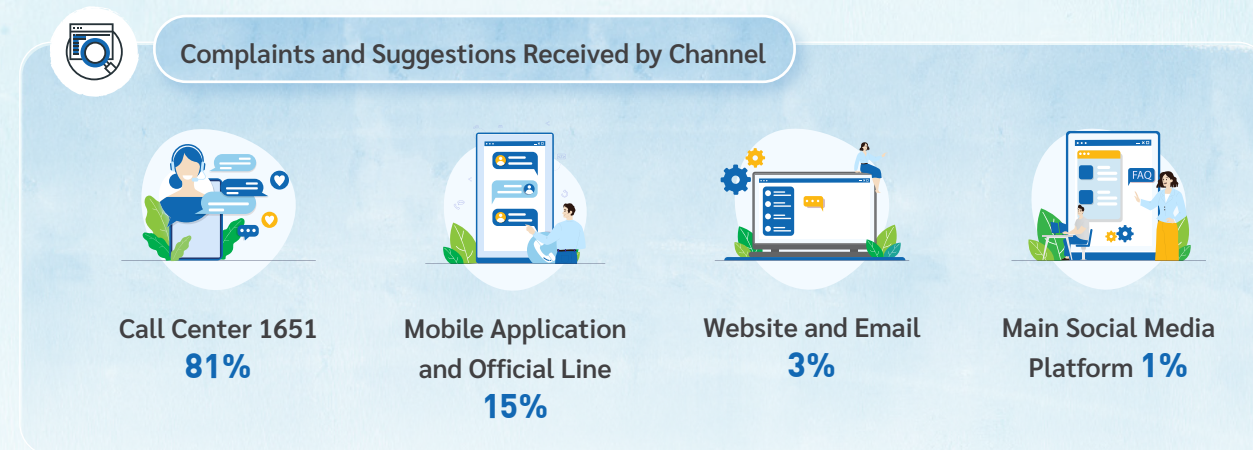 Complaints and Suggestions Received by Channel
FAQ
Call Center 1651
81%
Mobile Application
and Official Line
15%
Website and Email
3%
Main Social Media
Platform 1%